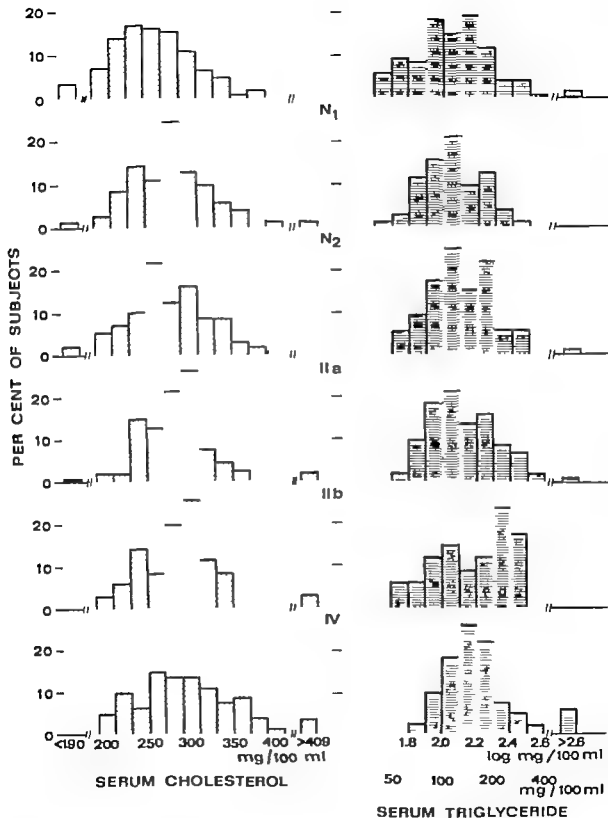 20
10
0
N1
20
10
0
N2
20
10
0
IIa
20
10
0
IIb
20
10
0
IV
20
10
0
PER CENT OF SUBJECTS
<190 200 250 300 350 400 >409
mg/100 ml
SERUM CHOLESTEROL
1.8 2.0 2.2 2.4 2.6 >2.6
log mg/100 ml
50 100 200 400
mg/100 ml
SERUM TRIGLYCERIDE